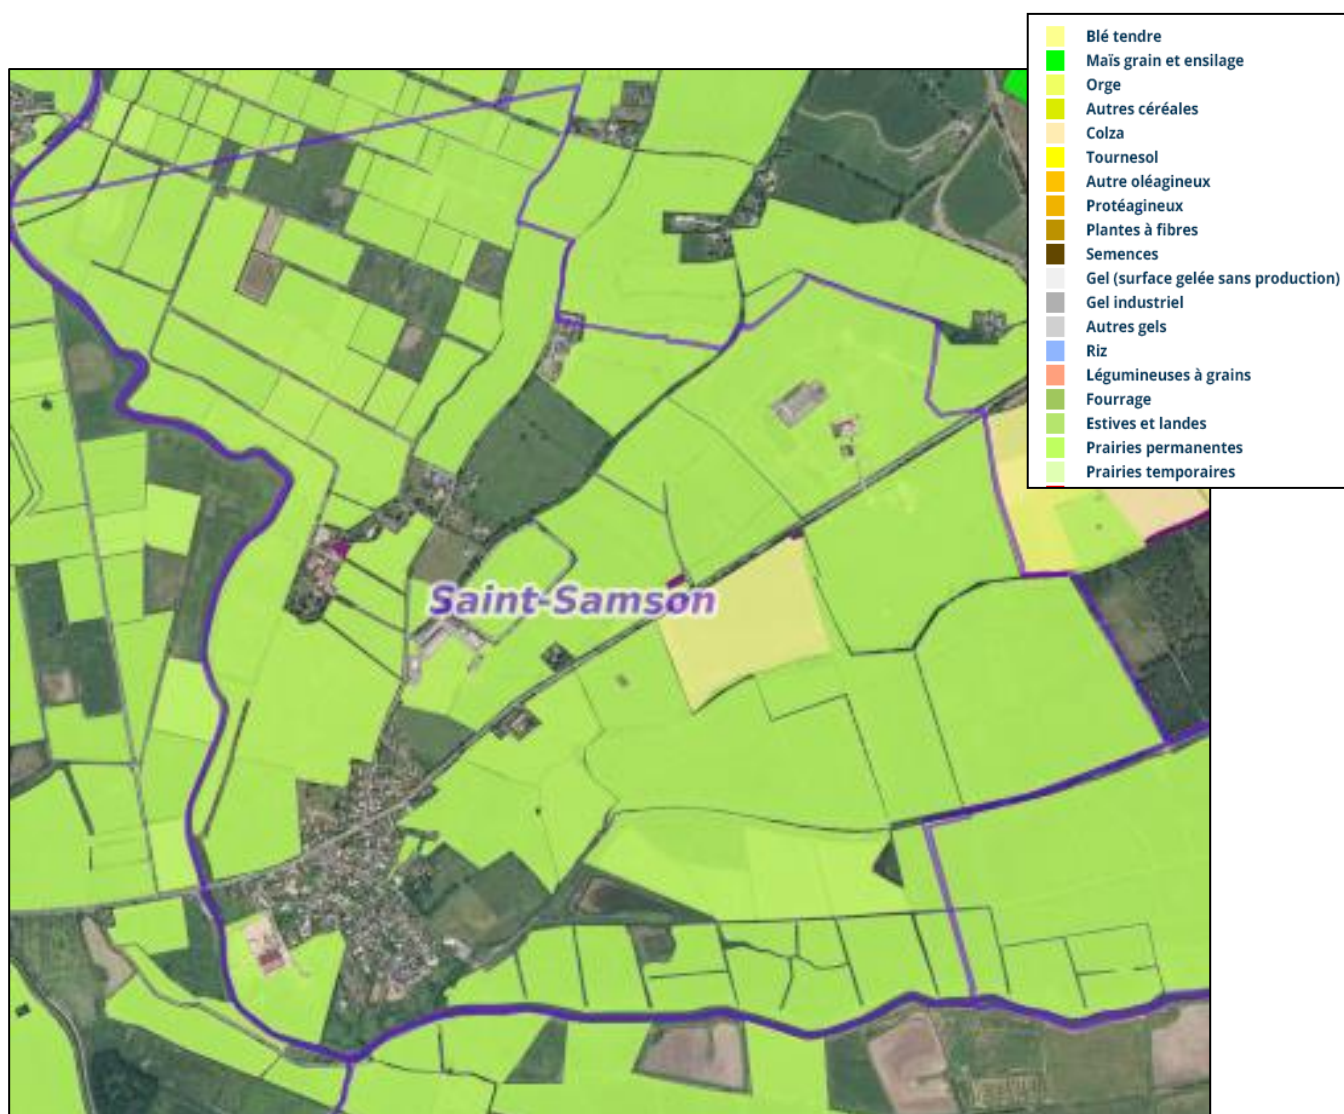 Blé tendre
Maïs grain et ensilage
Orge
Autres céréales
Colza
Tournesol
Autre oléagineux
Protéagineux
Plantes à fibres
Semences
Gel (surface gelée sans production)
Gel industriel
Autres gels
Riz
Légumineuses à grains
Fourrage
Estives et landes
Prairies permanentes
Prairies temporaires
Saint-Samson